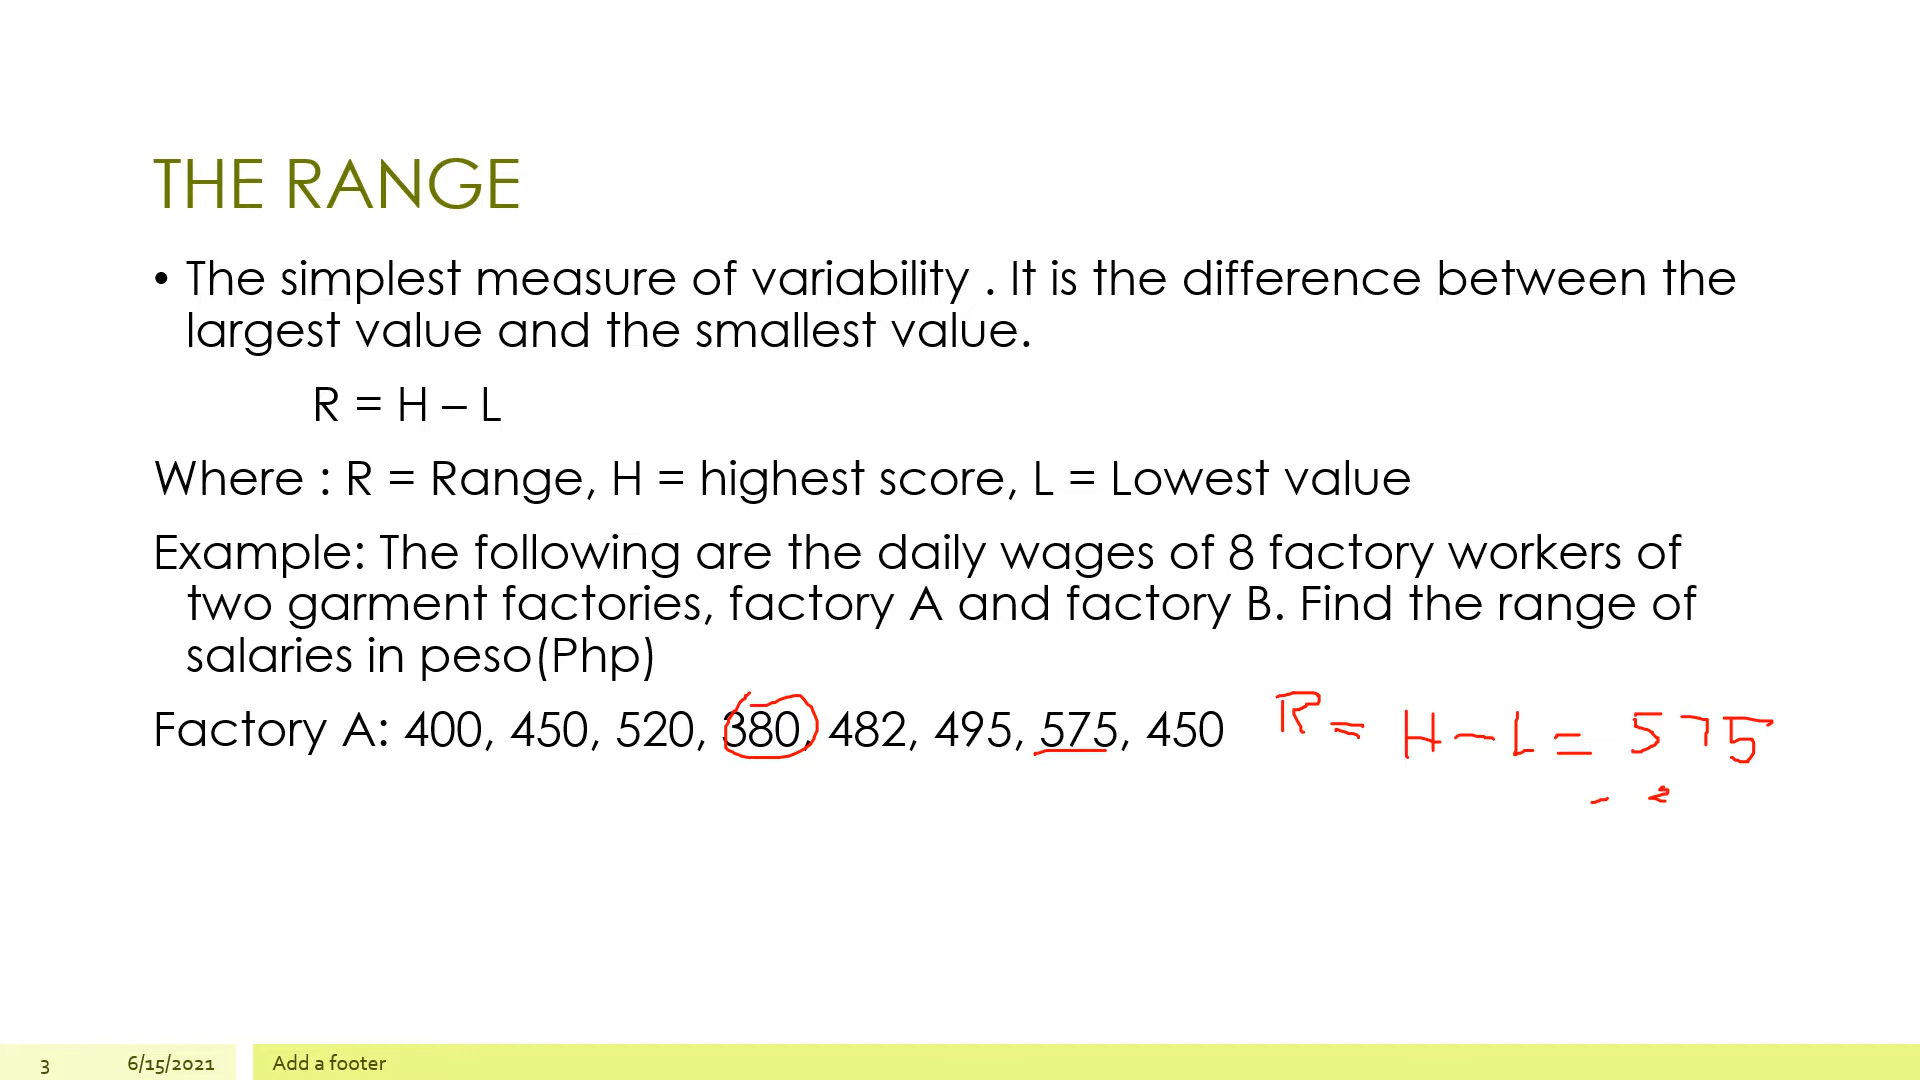 THE RANGE
• The simplest measure of variability . It is the difference between the
largest value and the smallest value.
R = H – L
Where : R = Range, H = highest score, L = Lowest value
Example: The following are the daily wages of 8 factory workers of
two garment factories, factory A and factory B. Find the range of
salaries in peso(Php)
Factory A: 400, 450, 520, 380, 482, 495, 575, 450 R = H - L = 575
-
3 6/15/2021 Add a footer